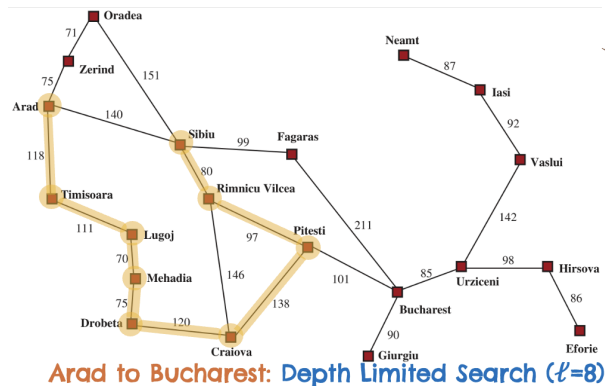 Oradea
71
Neamt
87
Zerind
151
75
Iasi
Arad
140
92
Sibiu
99
Fagaras
118
80
Vaslui
Timisoara
Rimnicu Vilcea
111
211
142
Lugoj
97
Pitesti
70
98
Hirsova
146
85
Mehadia
101
Urziceni
138
86
75
Bucharest
Drobeta
120
90
Craiova
Giurgiu
Eforie
Arad to Bucharest: Depth Limited Search (ℓ=8)